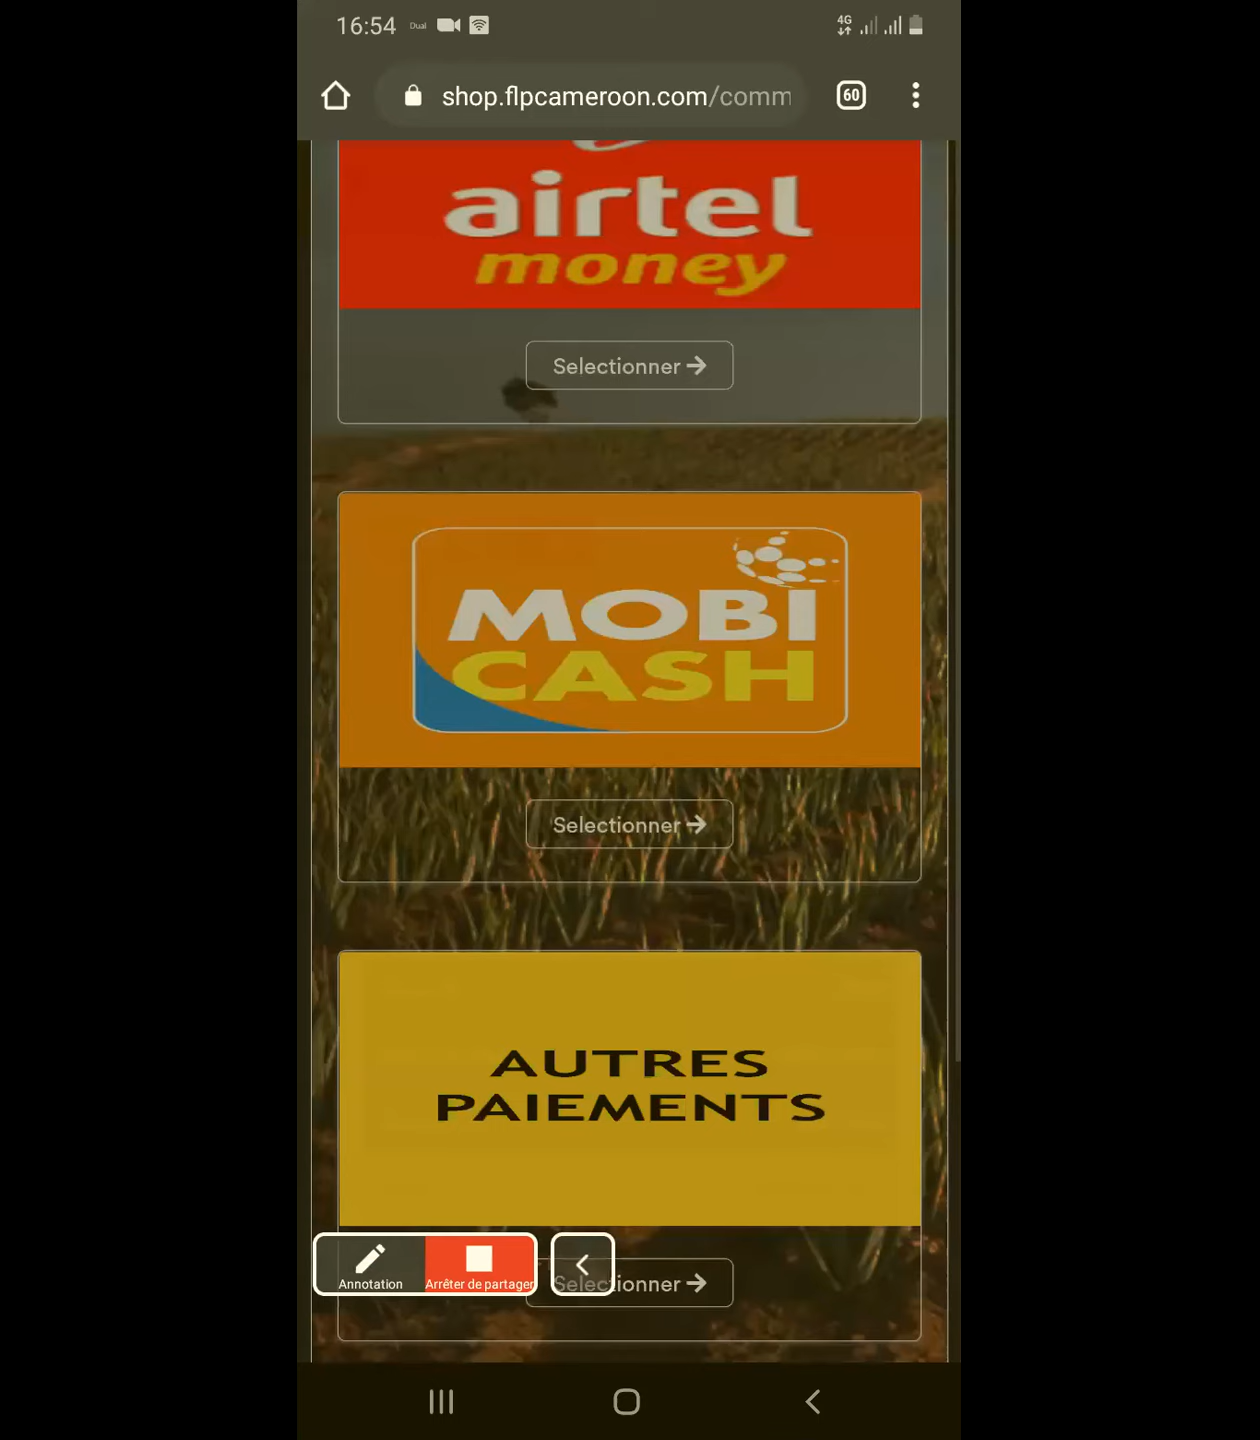 16:54 Dual 4G
shop.flpcameroon.com/comm 60
airtel
money
Selectionner
MOBI
CASH
Selectionner
AUTRES
PAIEMENTS
Annotation Arrêter de partager
Selectionner